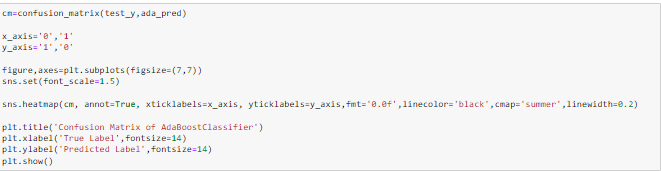 cm=confusion_matrix(test_y,ada_pred)
x_axis='0','1'
y_axis='1','0'
figure,axes=plt.subplots(figsize=(7,7))
sns.set(font_scale=1.5)
sns.heatmap(cm, annot=True, xticklabels=x_axis, yticklabels=y_axis,fmt='0.0f',linecolor='black',cmap='summer',linewidth=0.2)
plt.title('Confusion Matrix of AdaBoostClassifier')
plt.xlabel('True Label',fontsize=14)
plt.ylabel('Predicted Label',fontsize=14)
plt.show()